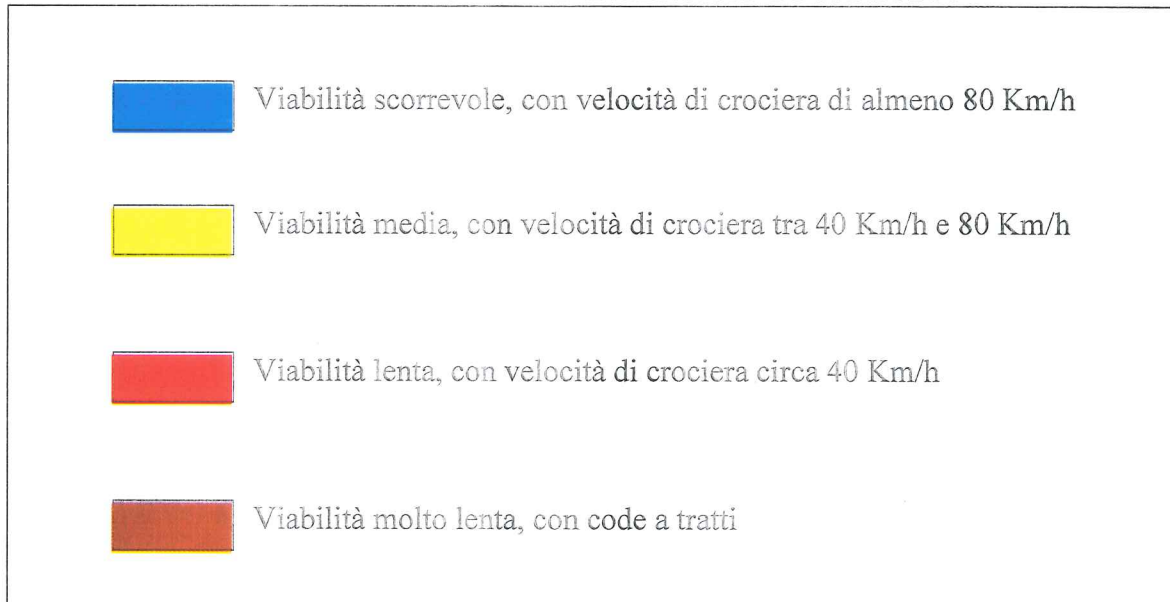 Viabilità scorrevole, con velocità di crociera di almeno 80 Km/h
Viabilità media, con velocità di crociera tra 40 Km/h e 80 Km/h
Viabilità lenta, con velocità di crociera circa 40 Km/h
Viabilità molto lenta, con code a tratti